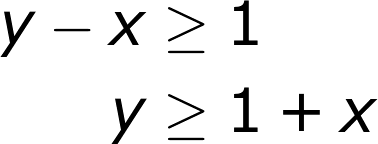 y − x ≥ 1
y ≥ 1 + x